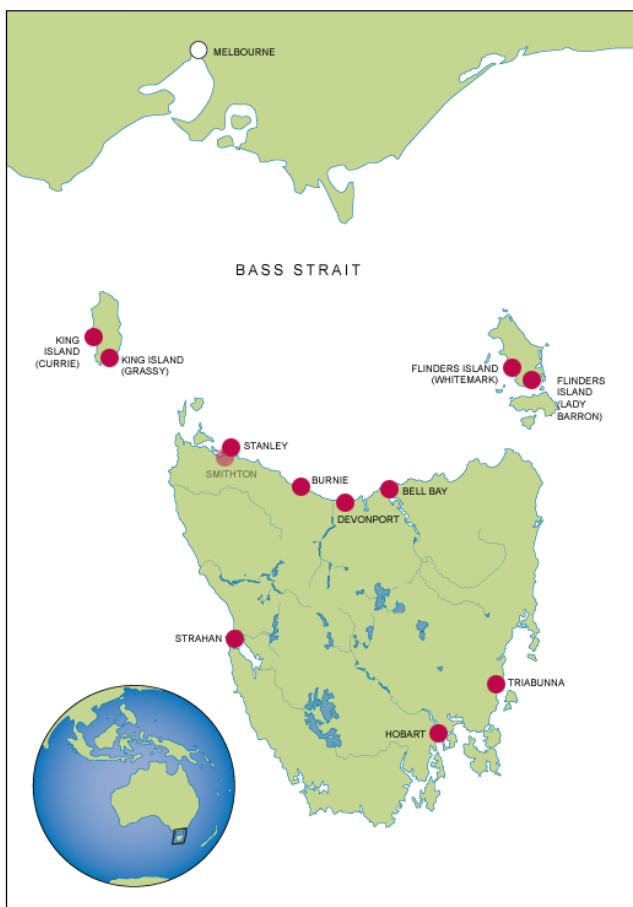 MELBOURNE
BASS STRAIT
KING
ISLAND
(CURRIE)
KING ISLAND
(GRASSY)
FLINDERS ISLAND
(WHITEMARK)
FLINDERS
ISLAND
(LADY
BARRON)
STANLEY
SMITHTON
BURNIE
BELL BAY
DEVONPORT
STRAHAN
TRIABUNNA
HOBART